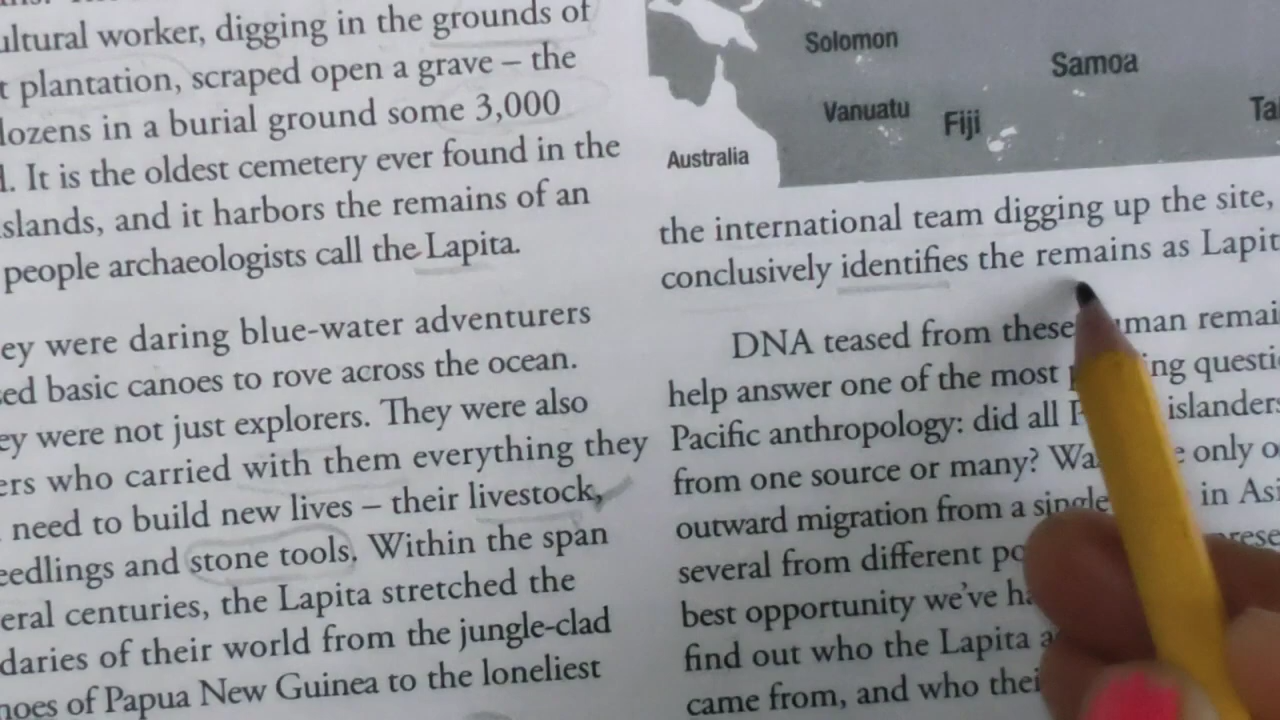 ultural worker, digging in the grounds of
t plantation, scraped open a grave – the
dozens in a burial ground some 3,000
It is the oldest cemetery ever found in the
slands, and it harbors the remains of an
people archaeologists call the Lapita.
ey were daring blue-water adventurers
ed basic canoes to rove across the ocean.
ey were not just explorers. They were also
ers who carried with them everything they
need to build new lives – their livestock,
eedlings and stone tools. Within the span
eral centuries, the Lapita stretched the
daries of their world from the jungle-clad
noes of Papua New Guinea to the loneliest
Solomon
Samoa
Vanuatu
Fiji
Ta
Australia
the international team digging up the site,
conclusively identifies the remains as Lapit
DNA teased from these man remai
help answer one of the most ing questi
Pacific anthropology: did all P islanders
from one source or many? Wa e only o
outward migration from a single in Asi
several from different po prese
best opportunity we've ha
find out who the Lapita a
came from, and who thei